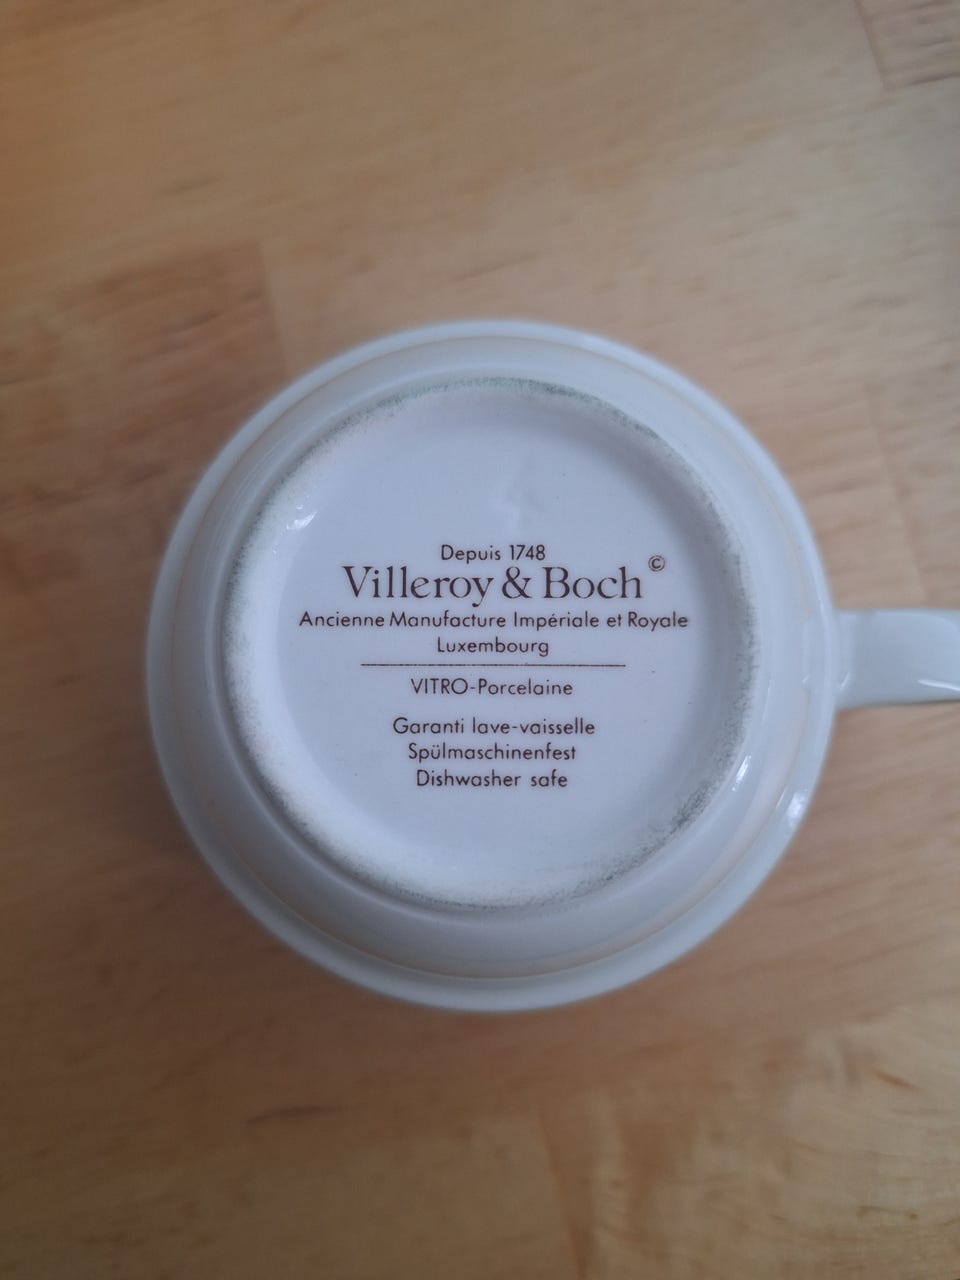 Depuis 1748
Villeroy & Boch ©
Ancienne Manufacture Impériale et Royale
Luxembourg
VITRO-Porcelaine
Garanti lave-vaisselle
Spülmaschinenfest
Dishwasher safe